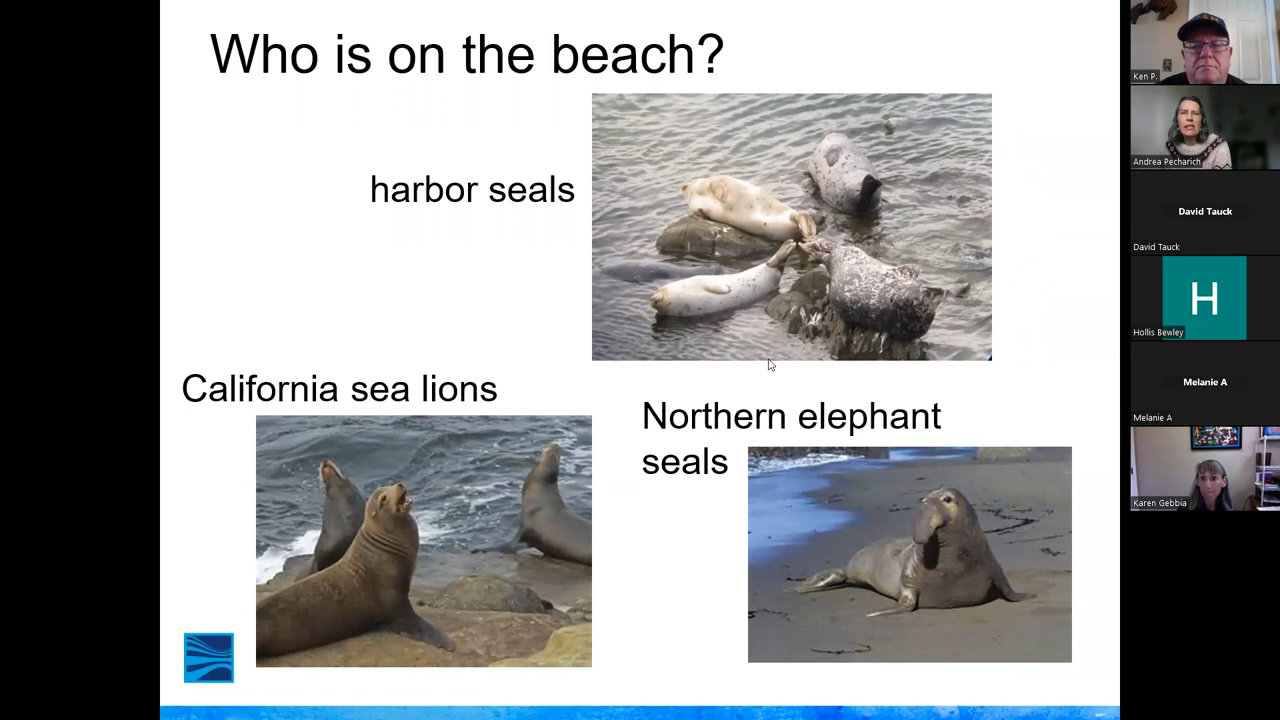 Who is on the beach?
harbor seals
California sea lions
Northern elephant
seals
Ken P.
Andrea Pecharich
David Tauck
David Tauck
H
Hollis Bewley
Melanie A
Melanie A
Karen Gebbia